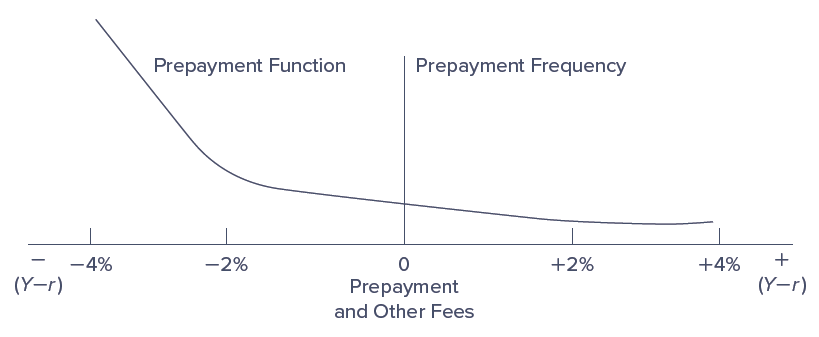 Prepayment Function
Prepayment Frequency
− −4% −2% 0 +2% +4% +
(Y−r) Prepayment (Y−r)
and Other Fees